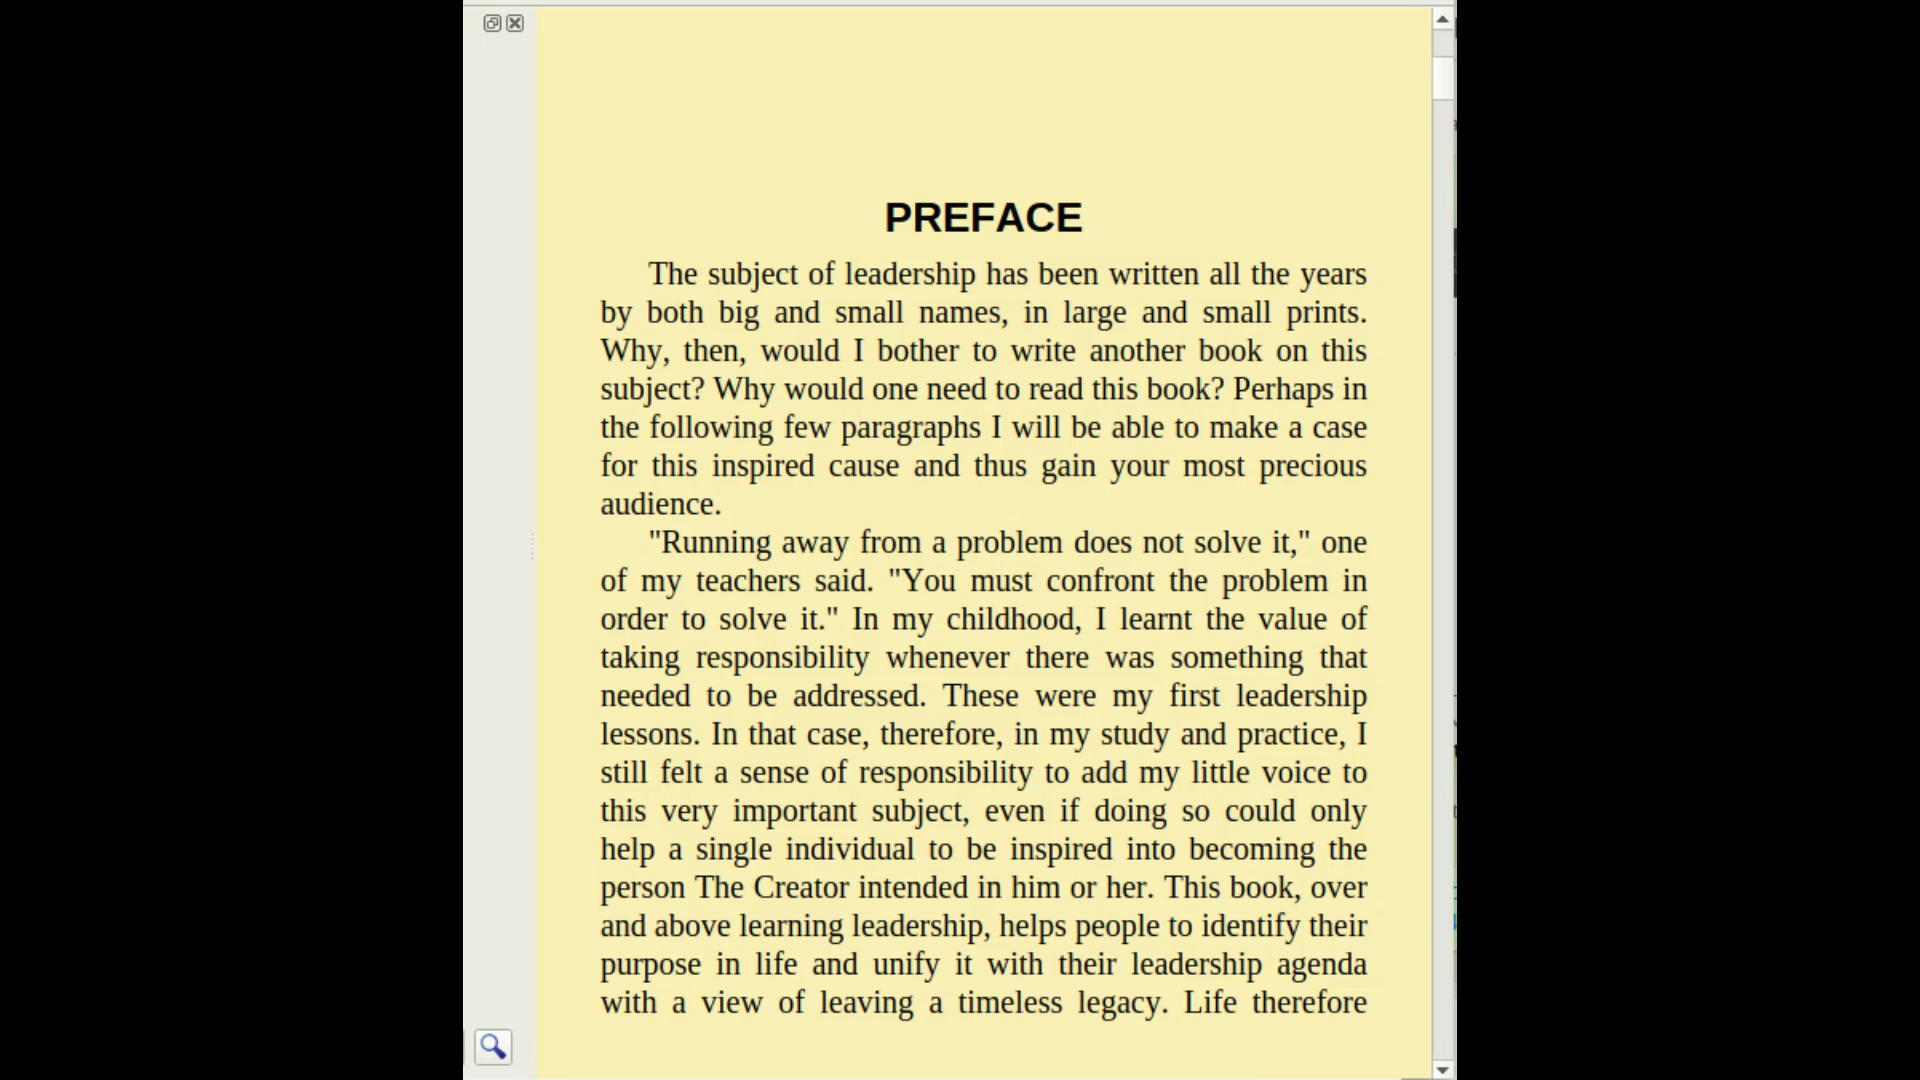 PREFACE
The subject of leadership has been written all the years
by both big and small names, in large and small prints.
Why, then, would I bother to write another book on this
subject? Why would one need to read this book? Perhaps in
the following few paragraphs I will be able to make a case
for this inspired cause and thus gain your most precious
audience.
"Running away from a problem does not solve it," one
of my teachers said. "You must confront the problem in
order to solve it." In my childhood, I learnt the value of
taking responsibility whenever there was something that
needed to be addressed. These were my first leadership
lessons. In that case, therefore, in my study and practice, I
still felt a sense of responsibility to add my little voice to
this very important subject, even if doing so could only
help a single individual to be inspired into becoming the
person The Creator intended in him or her. This book, over
and above learning leadership, helps people to identify their
purpose in life and unify it with their leadership agenda
with a view of leaving a timeless legacy. Life therefore